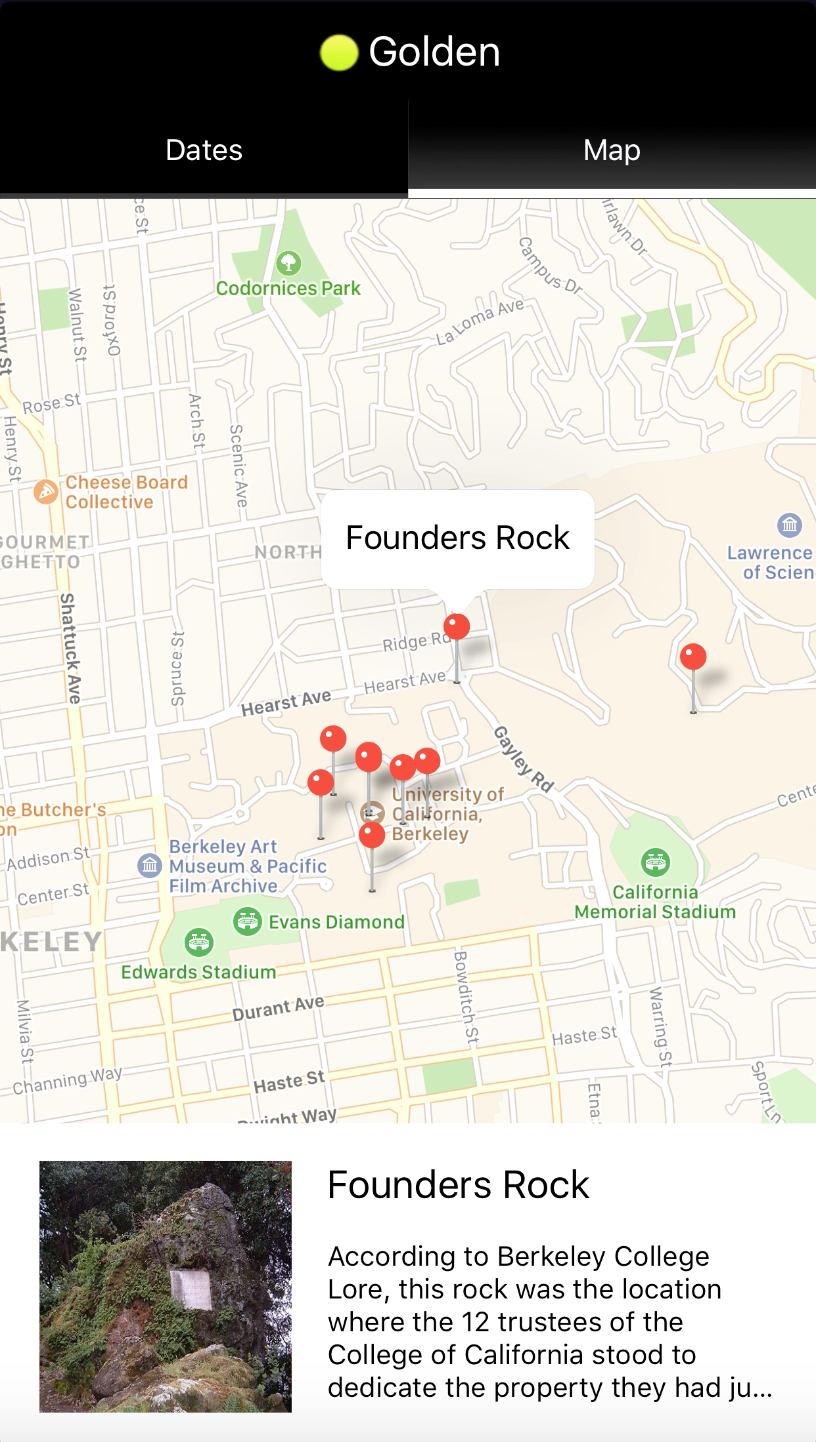 Golden
Dates
Map
ce St
irlawn Dr
Campus Dr
Codornices Park
Walnut St
Oxford St
Henry St
La Loma Ave
Rose St
Arch St
Scenic Ave
Henry St
Cheese Board
Collective
GOURMET
GHETTO
NORTH
Founders Rock
Lawrence
of Scien
Shattuck Ave
Spruce St
Ridge Rd
Hearst Ave
Hearst Ave
Gayley Rd
University of
California,
Berkeley
Cente
he Butcher's
on
Addison St
Center St
Berkeley Art
Museum & Pacific
Film Archive
California
Memorial Stadium
Evans Diamond
KELEY
Edwards Stadium
Durant Ave
Bowditch St
Milvia St
Warring St
Haste St
Channing Way
Haste St
Dwight Way
Etna
Sport Ln
Founders Rock
According to Berkeley College
Lore, this rock was the location
where the 12 trustees of the
College of California stood to
dedicate the property they had ju...